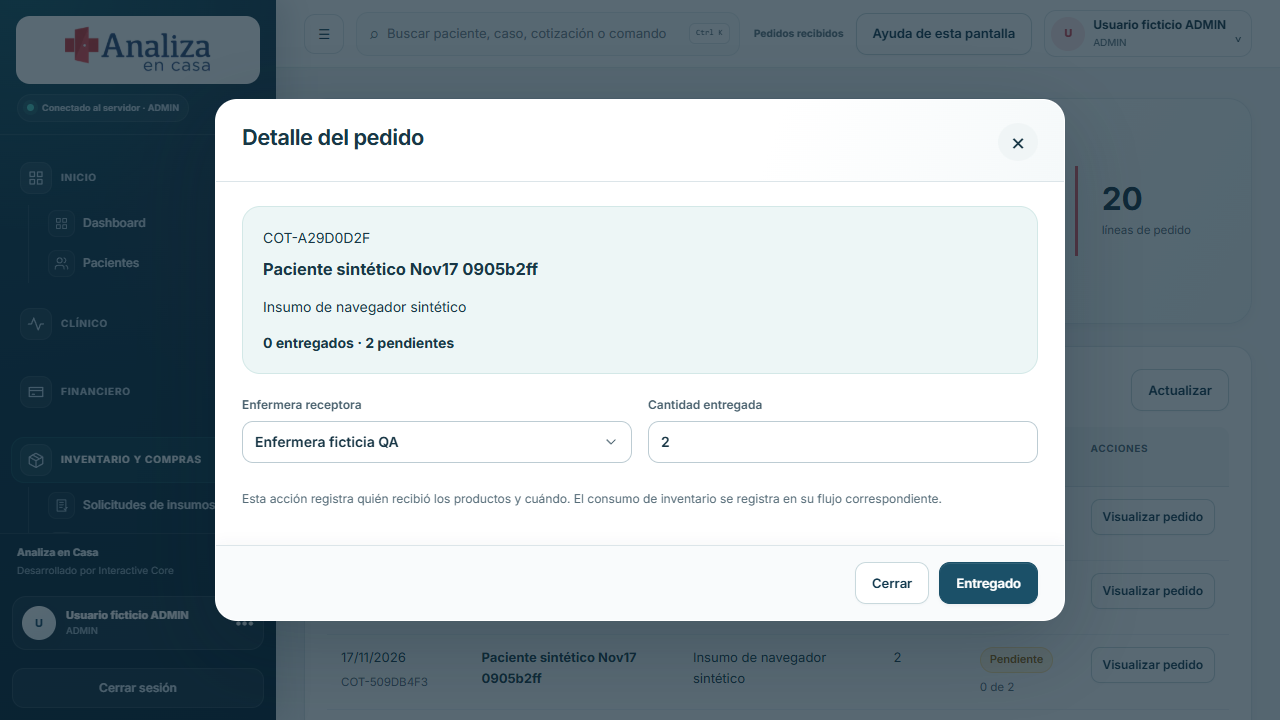 Analiza
en casa
Conectado al servidor · ADMIN
INICIO
Dashboard
Pacientes
CLÍNICO
FINANCIERO
INVENTARIO Y COMPRAS
Solicitudes de insumos
Analiza en Casa
Desarrollado por Interactive Core
U
Usuario ficticio ADMIN
ADMIN
Cerrar sesión
Buscar paciente, caso, cotización o comando
Ctrl K
Pedidos recibidos
Ayuda de esta pantalla
U
Usuario ficticio ADMIN
ADMIN
20
líneas de pedido
Actualizar
ACCIONES
Visualizar pedido
Visualizar pedido
17/11/2026
COT-509DB4F3
Paciente sintético Nov17
0905b2ff
Insumo de navegador
sintético
2
Pendiente
0 de 2
Visualizar pedido
Detalle del pedido
COT-A29D0D2F
Paciente sintético Nov17 0905b2ff
Insumo de navegador sintético
0 entregados · 2 pendientes
Enfermera receptora
Enfermera ficticia QA
Cantidad entregada
2
Esta acción registra quién recibió los productos y cuándo. El consumo de inventario se registra en su flujo correspondiente.
Cerrar
Entregado